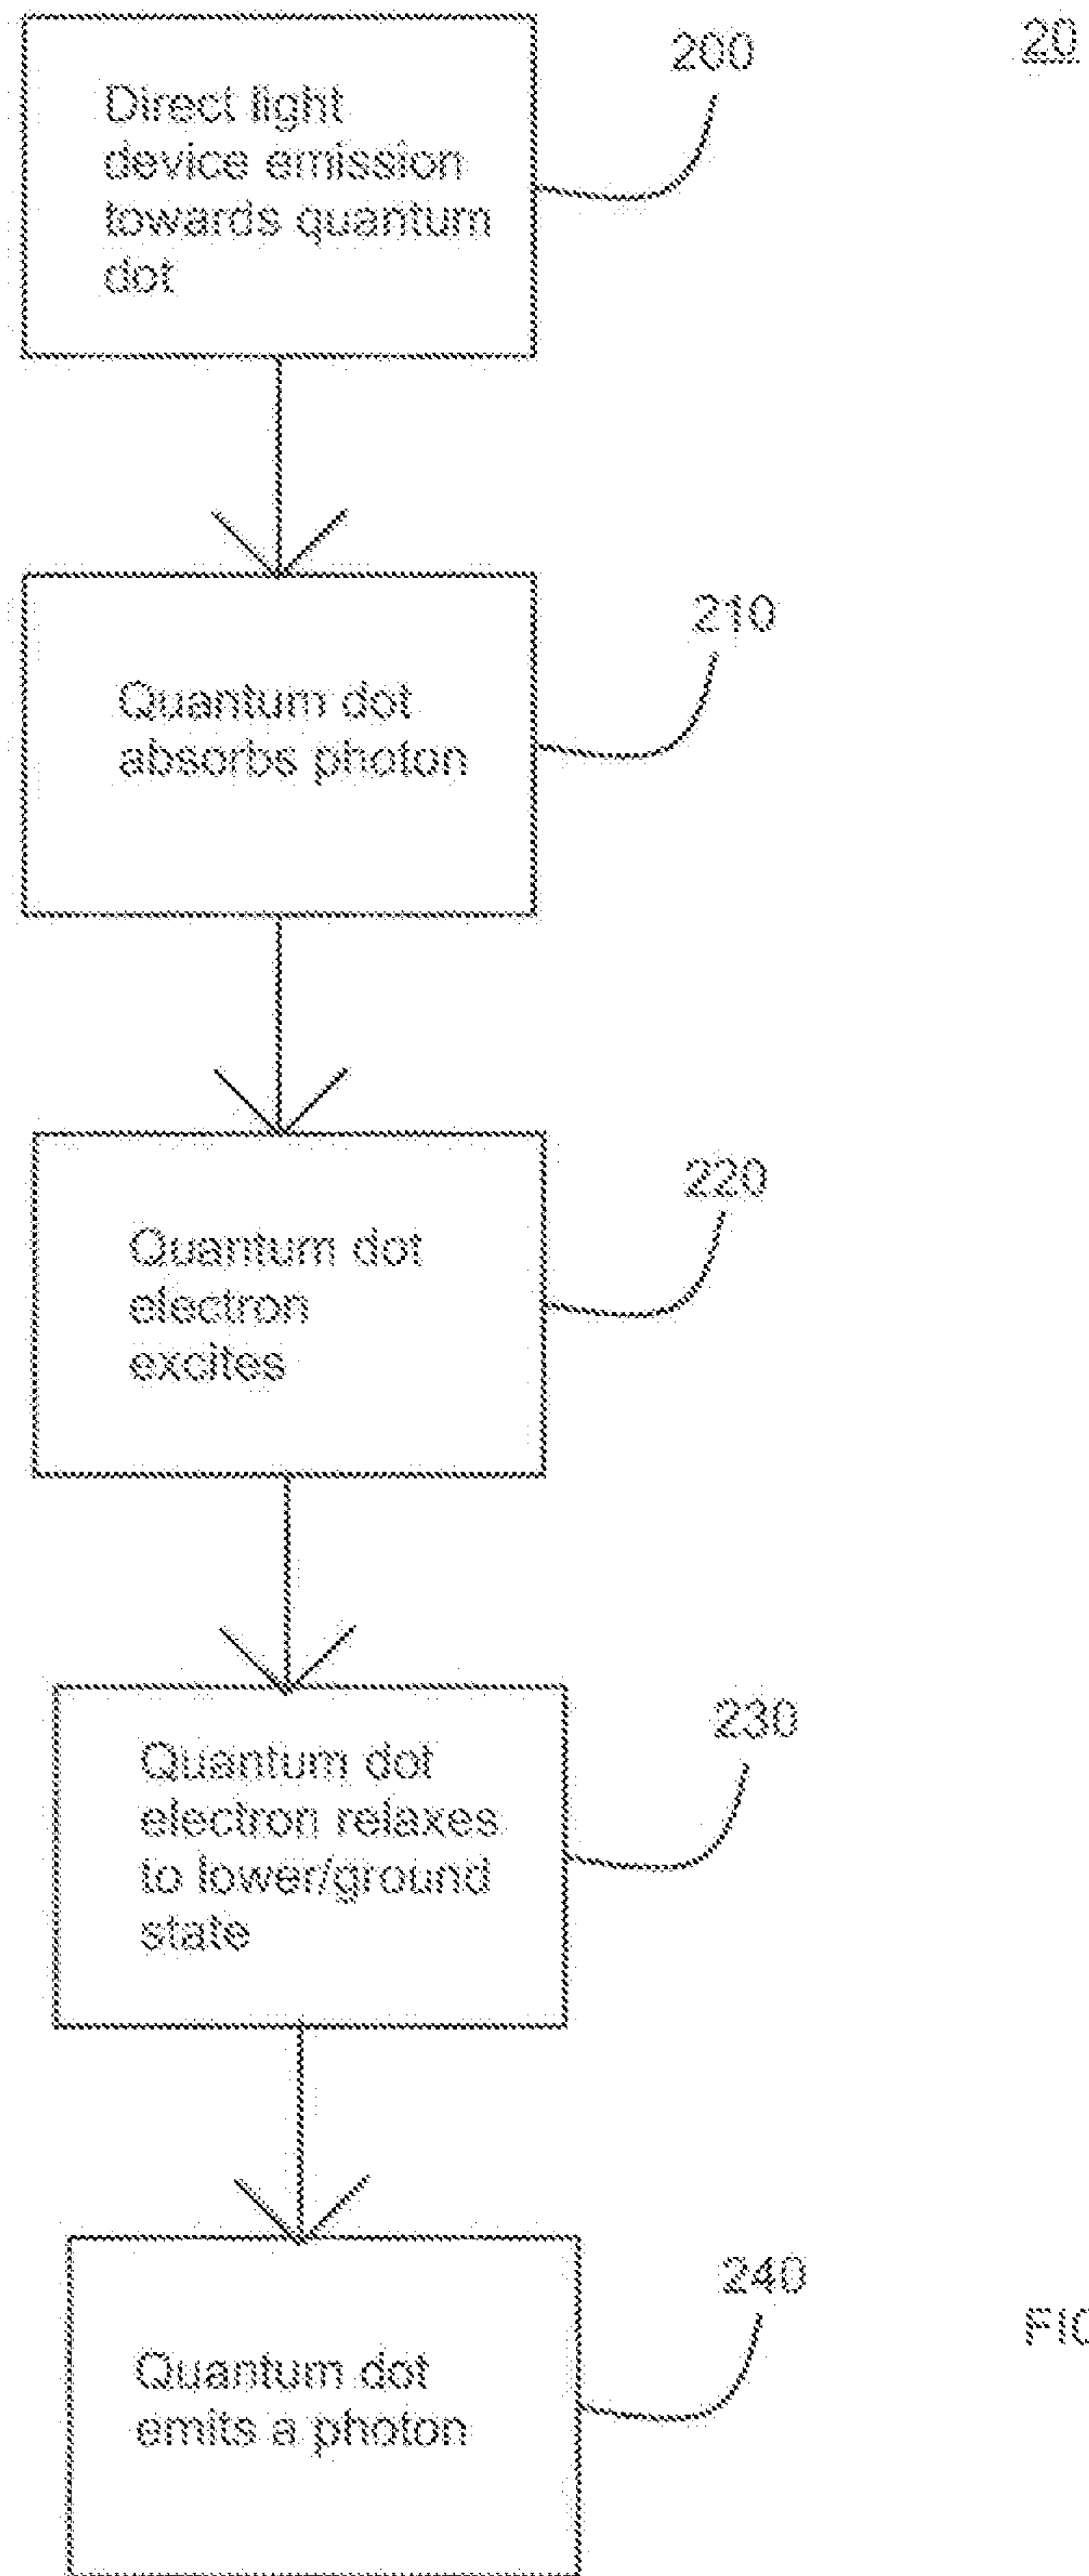 20
200
Direct light
device emission
towards quantum
dot
210
Quantum dot
absorbs photon
220
Quantum dot
electron
excites
230
Quantum dot
electron relaxes
to lower/ground
state
240
Quantum dot
emits a photon